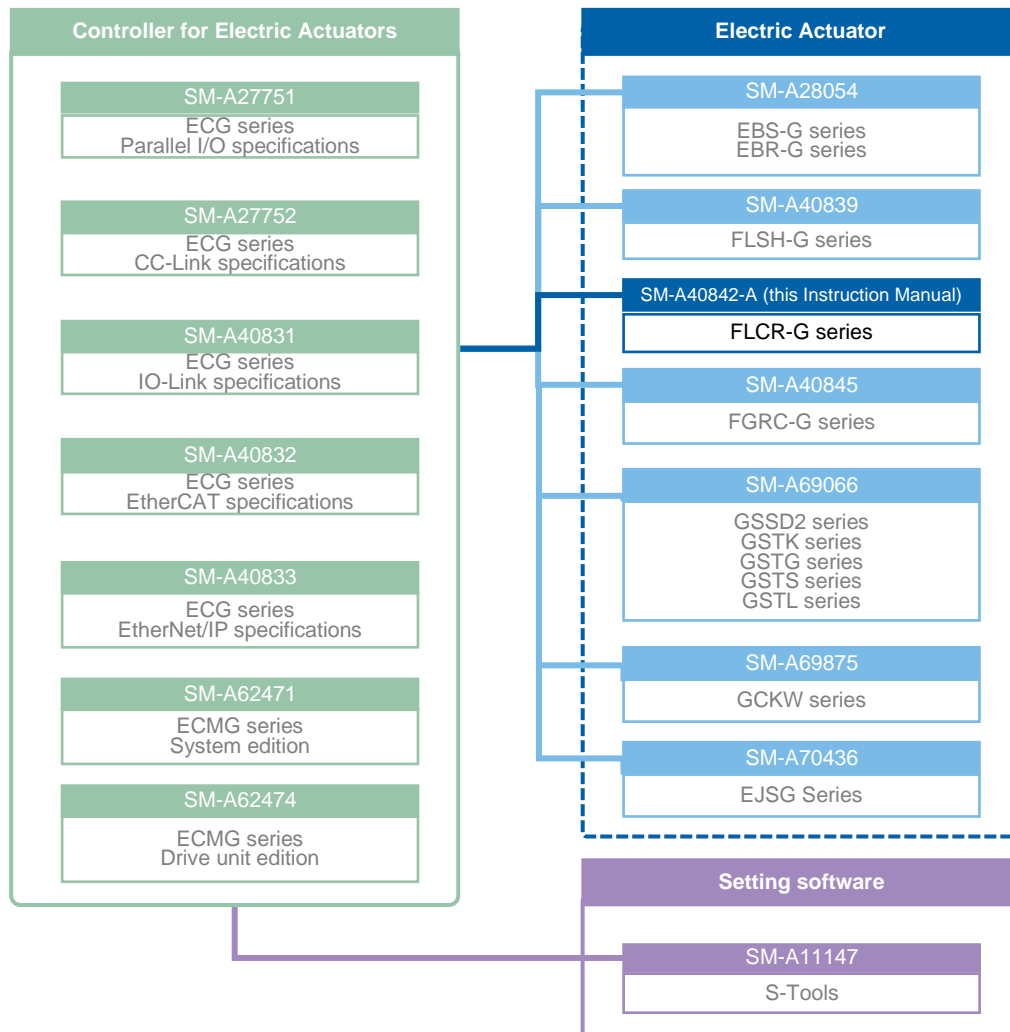 Controller for Electric Actuators
SM-A27751
ECG series
Parallel I/O specifications
SM-A27752
ECG series
CC-Link specifications
SM-A40831
ECG series
IO-Link specifications
SM-A40832
ECG series
EtherCAT specifications
SM-A40833
ECG series
EtherNet/IP specifications
SM-A62471
ECMG series
System edition
SM-A62474
ECMG series
Drive unit edition
Electric Actuator
SM-A28054
EBS-G series
EBR-G series
SM-A40839
FLSH-G series
SM-A40842-A (this Instruction Manual)
FLCR-G series
SM-A40845
FGRC-G series
SM-A69066
GSSD2 series
GSTK series
GSTG series
GSTS series
GSTL series
SM-A69875
GCKW series
SM-A70436
EJSG Series
Setting software
SM-A11147
S-Tools